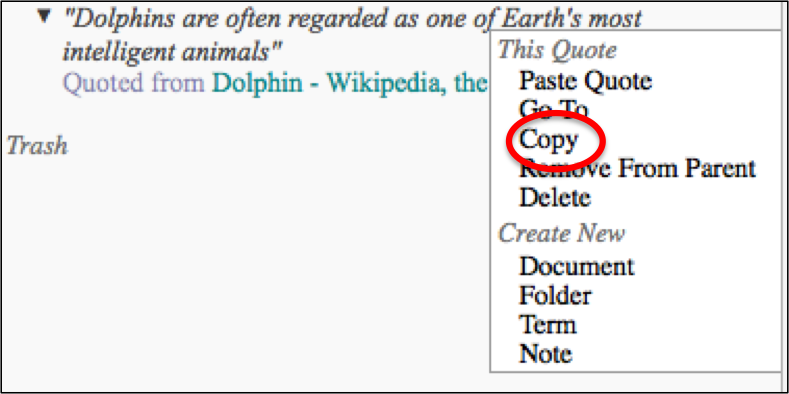 ▼ "Dolphins are often regarded as one of Earth's most
intelligent animals"
Quoted from Dolphin - Wikipedia, the
Trash
This Quote
Paste Quote
Go To
Copy
Remove From Parent
Delete
Create New
Document
Folder
Term
Note